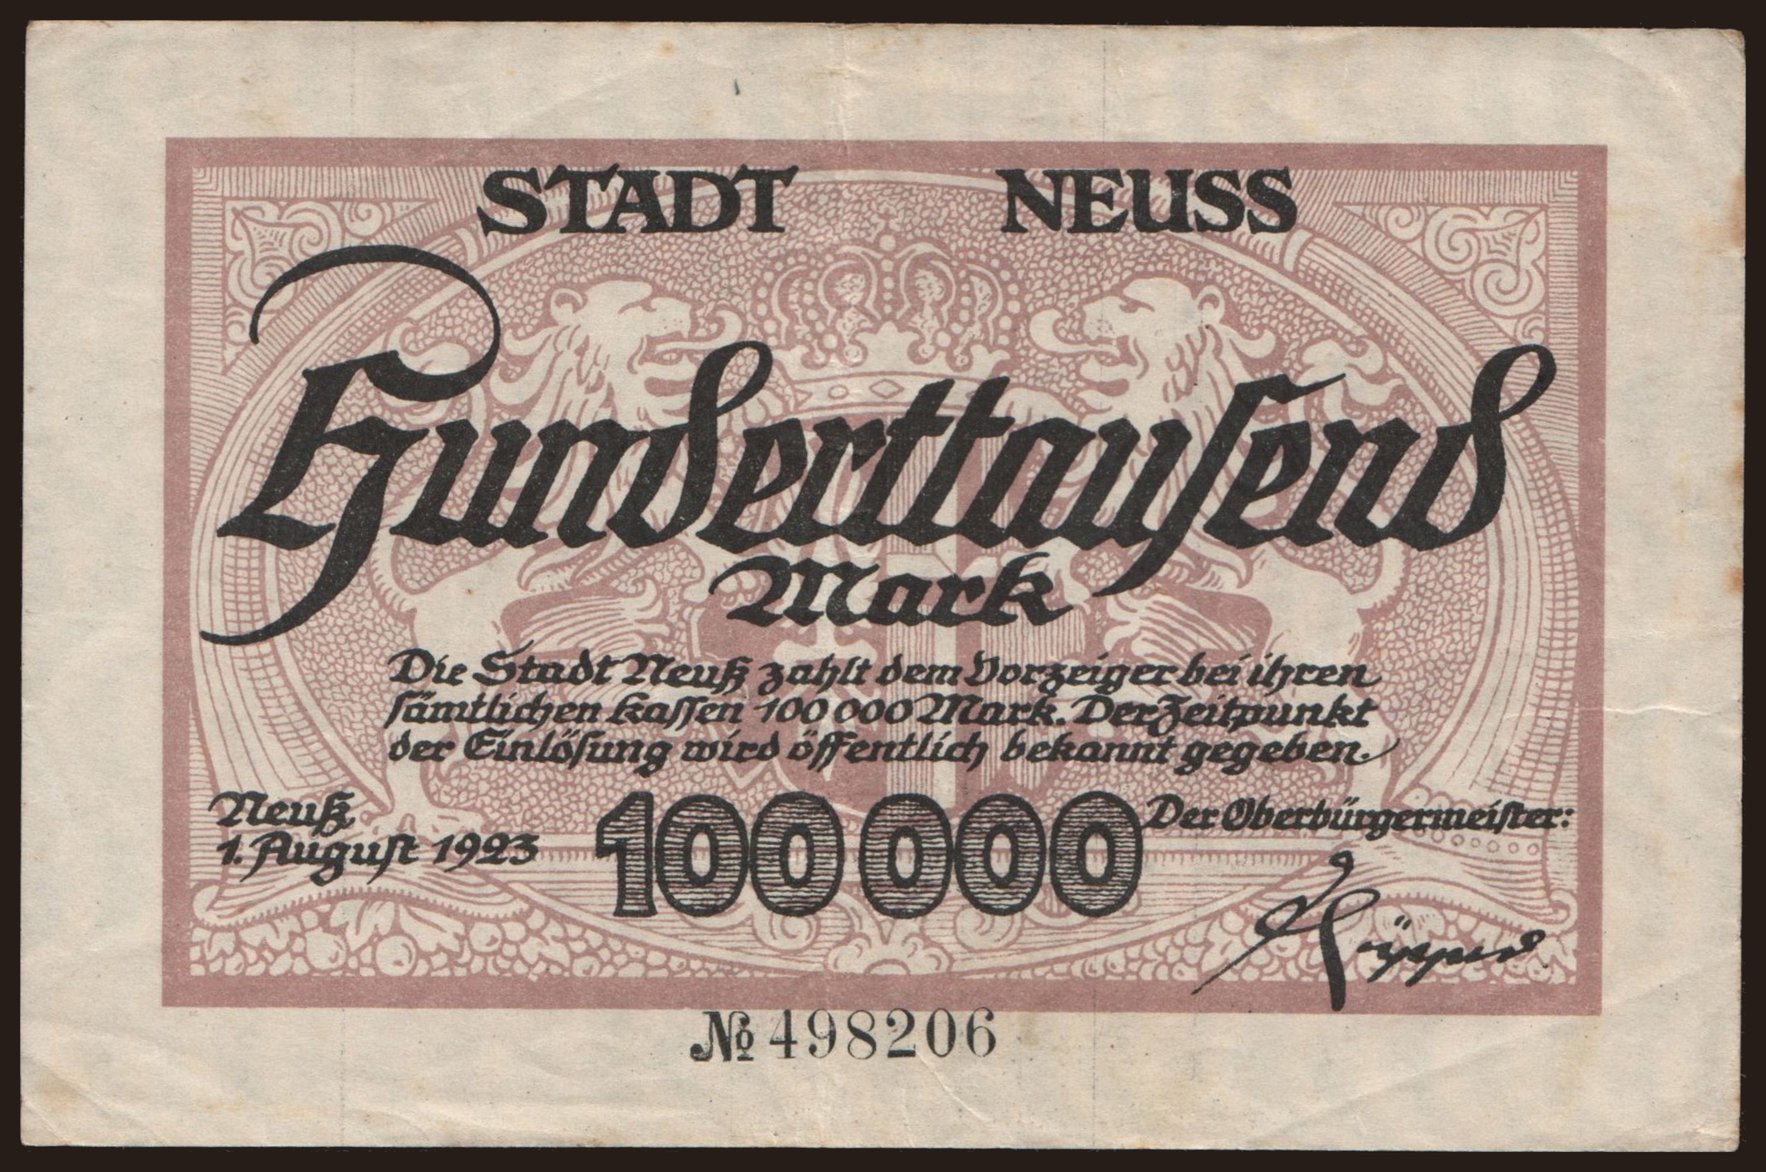 STADT NEUSS
Hunderttauſend
Mark
Die Stadt Neuß zahlt dem Vorzeiger bei ihren
ſämtlichen Kaſſen 100 000 Mark. Der Zeitpunkt
der Einlöſung wird öffentlich bekannt gegeben.
Neuß,
1. Auguſt 1923
100 000
Der Oberbürgermeiſter:
№ 498206